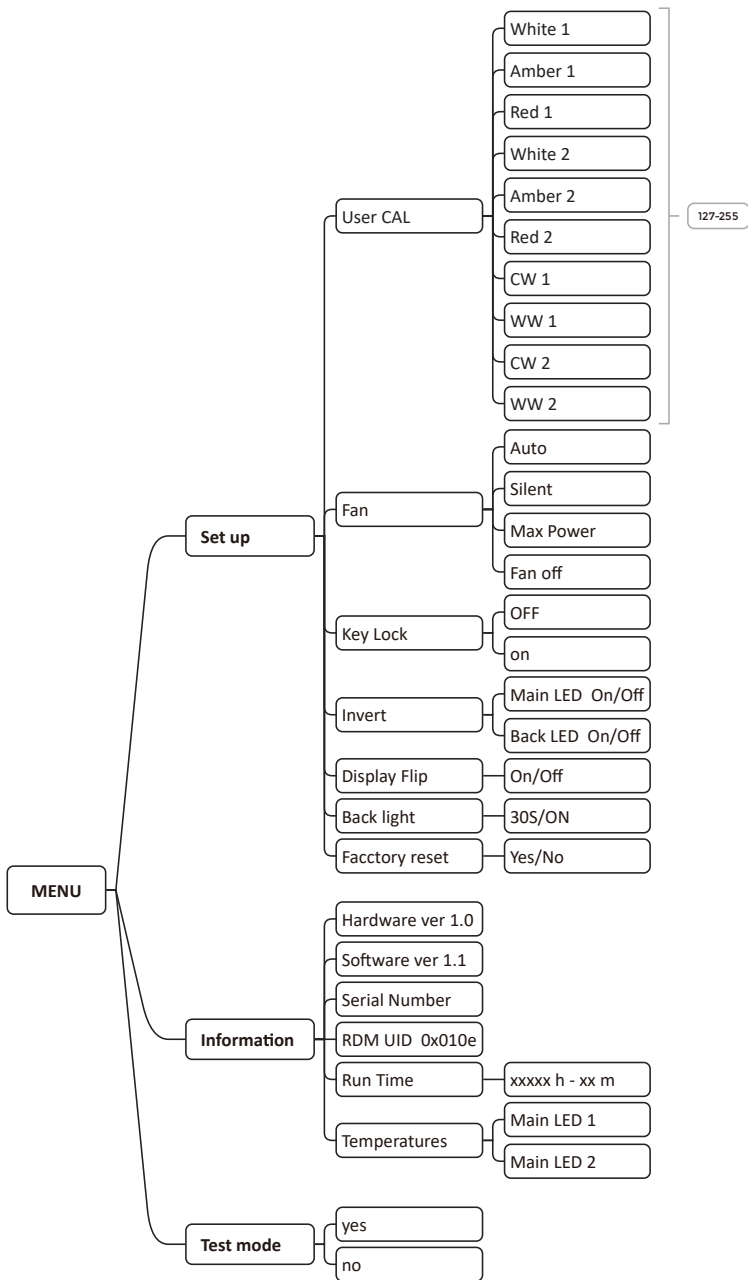 MENU
Set up
User CAL
White 1
Amber 1
Red 1
White 2
Amber 2
Red 2
CW 1
WW 1
CW 2
WW 2
127-255
Fan
Auto
Silent
Max Power
Fan off
Key Lock
OFF
on
Invert
Main LED  On/Off
Back LED  On/Off
Display Flip
On/Off
Back light
30S/ON
Facctory reset
Yes/No
Information
Hardware ver 1.0
Software ver 1.1
Serial Number
RDM UID  0x010e
Run Time
xxxxx h - xx m
Temperatures
Main LED 1
Main LED 2
Test mode
yes
no